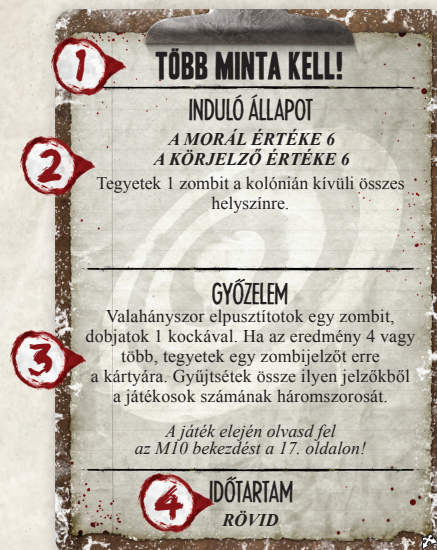 1
TÖBB MINTA KELL!
INDULÓ ÁLLAPOT
A MORÁL ÉRTÉKE 6
A KÖRJELZŐ ÉRTÉKE 6
2
Tegyetek 1 zombit a kolónián kívüli összes
helyszínre.
GYŐZELEM
Valahányszor elpusztítotok egy zombit,
dobjatok 1 kockával. Ha az eredmény 4 vagy
3
több, tegyetek egy zombijelzőt erre
a kártyára. Gyűjtsétek össze ilyen jelzőkből
a játékosok számának háromszorosát.
A játék elején olvasd fel
az M10 bekezdést a 17. oldalon!
4
IDŐTARTAM
RÖVID